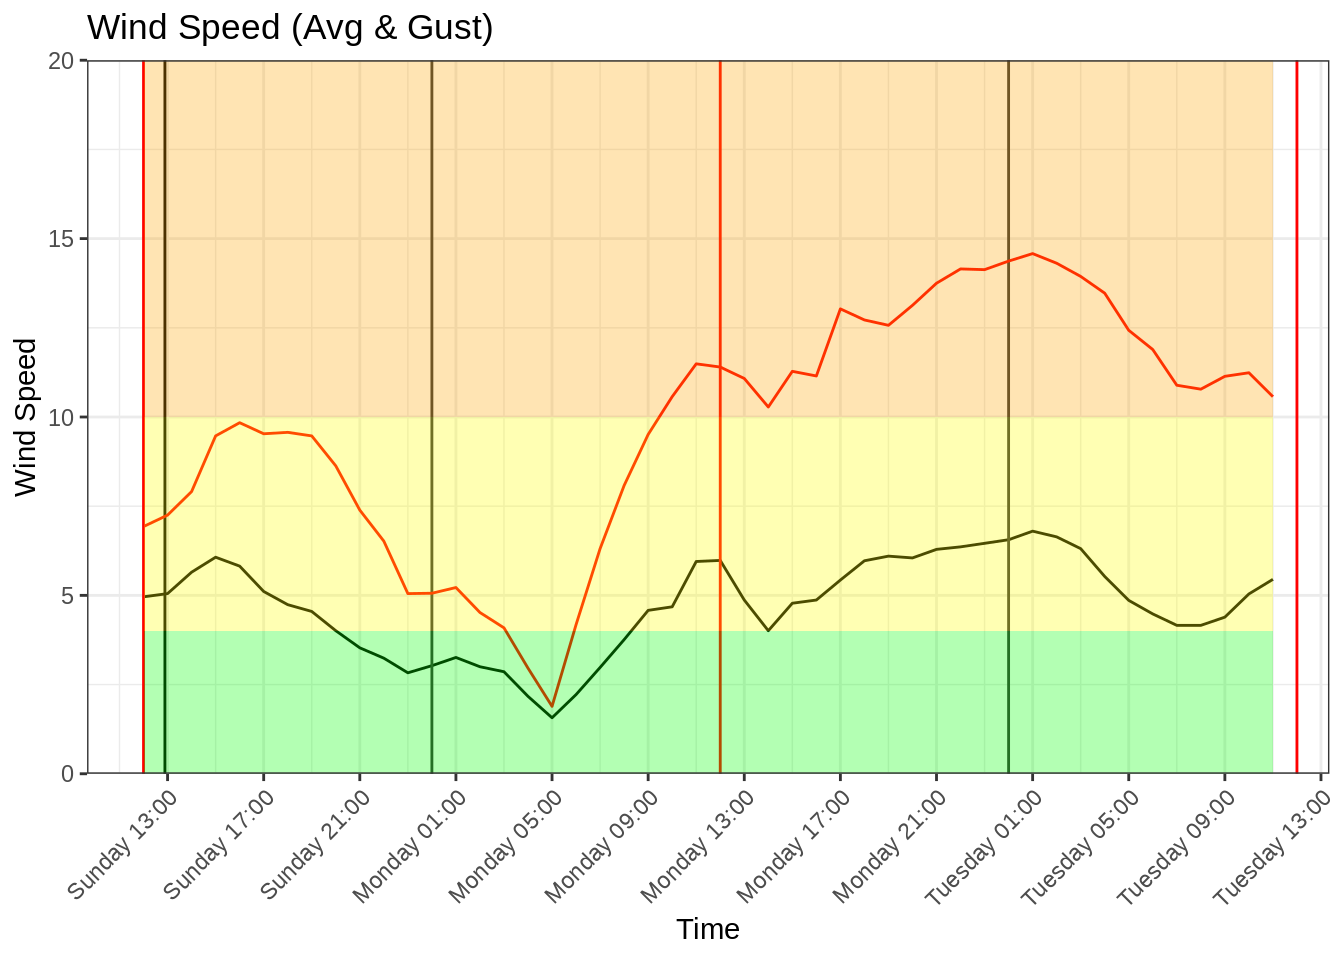 Wind Speed (Avg & Gust)
20
15
10
5
0
Wind Speed
Sunday 13:00
Sunday 17:00
Sunday 21:00
Monday 01:00
Monday 05:00
Monday 09:00
Monday 13:00
Monday 17:00
Monday 21:00
Tuesday 01:00
Tuesday 05:00
Tuesday 09:00
Tuesday 13:00
Time